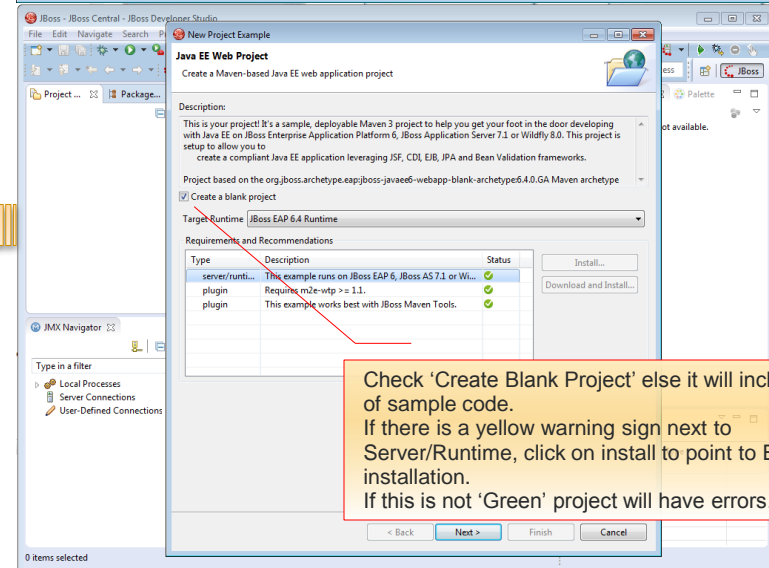 JBoss - JBoss Central - JBoss Developer Studio
File Edit Navigate Search
JBoss
Project ...
Package...
Palette
ot available.
New Project Example
Java EE Web Project
Create a Maven-based Java EE web application project
Description:
This is your project! It's a sample, deployable Maven 3 project to help you get your foot in the door developing
with Java EE on JBoss Enterprise Application Platform 6, JBoss Application Server 7.1 or Wildfly 8.0. This project is
setup to allow you to
create a compliant Java EE application leveraging JSF, CDI, EJB, JPA and Bean Validation frameworks.
Project based on the org.jboss.archetype.eap:jboss-javaee6-webapp-blank-archetype:6.4.0.GA Maven archetype
Create a blank project
Target Runtime JBoss EAP 6.4 Runtime
Requirements and Recommendations
Type Description Status
server/runti... This example runs on JBoss EAP 6, JBoss AS 7.1 or Wi...
plugin Requires m2e-wtp >= 1.1.
plugin This example works best with JBoss Maven Tools.
Install...
Download and Install...
JMX Navigator
Type in a filter
Local Processes
Server Connections
User-Defined Connections
Check ‘Create Blank Project’ else it will incl
of sample code.
If there is a yellow warning sign next to
Server/Runtime, click on install to point to E
installation.
If this is not ‘Green’ project will have errors.
< Back Next > Finish Cancel
0 items selected